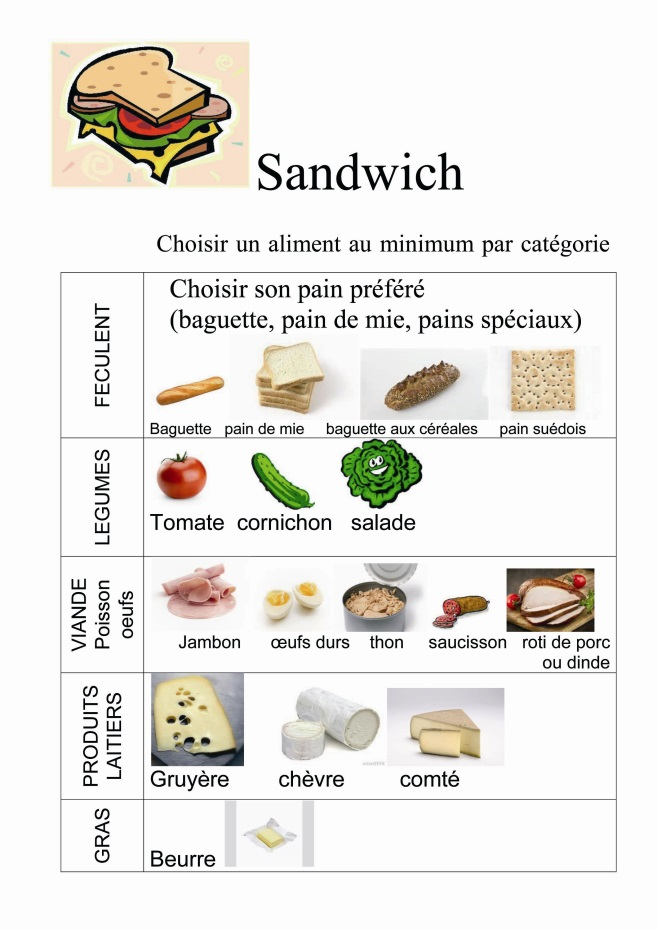 Sandwich
Choisir un aliment au minimum par catégorie
FECULENT
Choisir son pain préféré
(baguette, pain de mie, pains spéciaux)
Baguette pain de mie baguette aux céréales pain suédois
LEGUMES
Tomate cornichon salade
VIANDE
Poisson
oeufs
Jambon œufs durs thon saucisson roti de porc
ou dinde
PRODUITS
LAITIERS
Gruyère chèvre comté
GRAS
Beurre